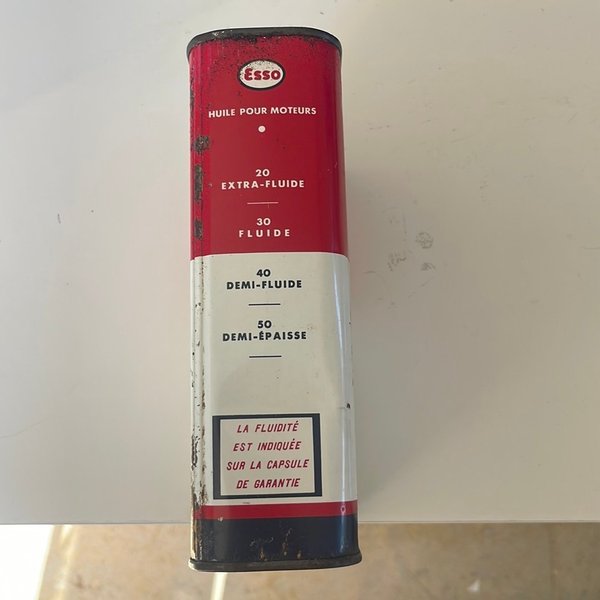 Esso
HUILE POUR MOTEURS
20
EXTRA-FLUIDE
30
FLUIDE
40
DEMI-FLUIDE
50
DEMI-ÉPAISSE
LA FLUIDITÉ
EST INDIQUÉE
SUR LA CAPSULE
DE GARANTIE